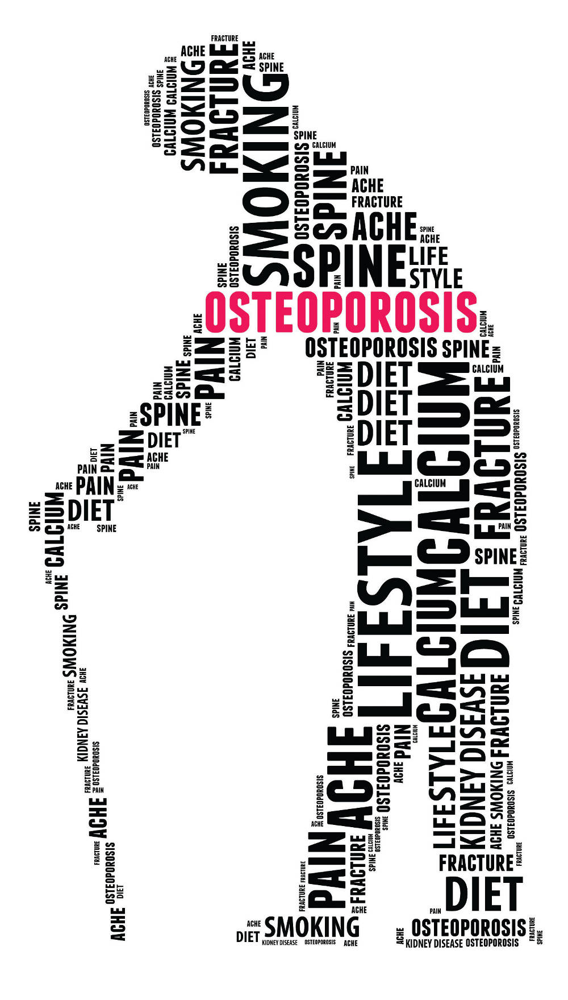 FRACTURE
ACHE
ACHE
ACHE
FRACTURE
ACHE
SPINE
ACHE
SPINE
SMOKING
CALCIUM
CALCIUM
OSTEOPOROSIS
OSTEOPOROSIS
SMOKING
CALCIUM
SPINE
CALCIUM
OSTEOPOROSIS
SPINE
PAIN
ACHE
FRACTURE
ACHE
SPINE
ACHE
OSTEOPOROSIS
SPINE
SPINE
PAIN
LIFE
STYLE
OSTEOPOROSIS
PAIN
ACHE
CALCIUM
ACHE
SPINE
PAIN
CALCIUM
DIET
PAIN
OSTEOPOROSIS SPINE
PAIN
PAIN
FRACTURE
CALCIUM
DIET
DIET
DIET
CALCIUM
CALCIUM
FRACTURE
SPINE
CALCIUM
PAIN
SPINE
SPINE
PAIN
DIET
SPINE
PAIN
ACHE
PAIN
PAIN
DIET
PAIN
FRACTURE
SPINE
LIFESTYLE
CALCIUM
CALCIUM
OSTEOPOROSIS
OSTEOPOROSIS
PAIN
ACHE
PAIN
SPINE
ACHE
SPINE
CALCIUM
DIET
ACHE
SPINE
SPINE
FRACTURE
ACHE
SPINE
CALCIUM
DIET
CALCIUM
SPINE
SMOKING
PAIN
FRACTURE
OSTEOPOROSIS
SPINE
ACHE
FRACTURE
KIDNEY DISEASE
KIDNEY DISEASE
FRACTURE
LIFESTYLE
OSTEOPOROSIS
FRACTURE
PAIN
ACHE
OSTEOPOROSIS
PAIN
CALCIUM
ACHE
OSTEOPOROSIS
ACHE
SMOKING
ACHE
CALCIUM
OSTEOPOROSIS
ACHE
FRACTURE
OSTEOPOROSIS
DIET
ACHE
PAIN
FRACTURE
SPINE
CALCIUM
OSTEOPOROSIS
SPINE
FRACTURE
FRACTURE
FRACTURE
FRACTURE
DIET
PAIN
ACHE
ACHE
SMOKING
DIET
KIDNEY DISEASE
OSTEOPOROSIS
ACHE
OSTEOPOROSIS
ACHE
KIDNEY DISEASE OSTEOPOROSIS
FRACTURE
SPINE